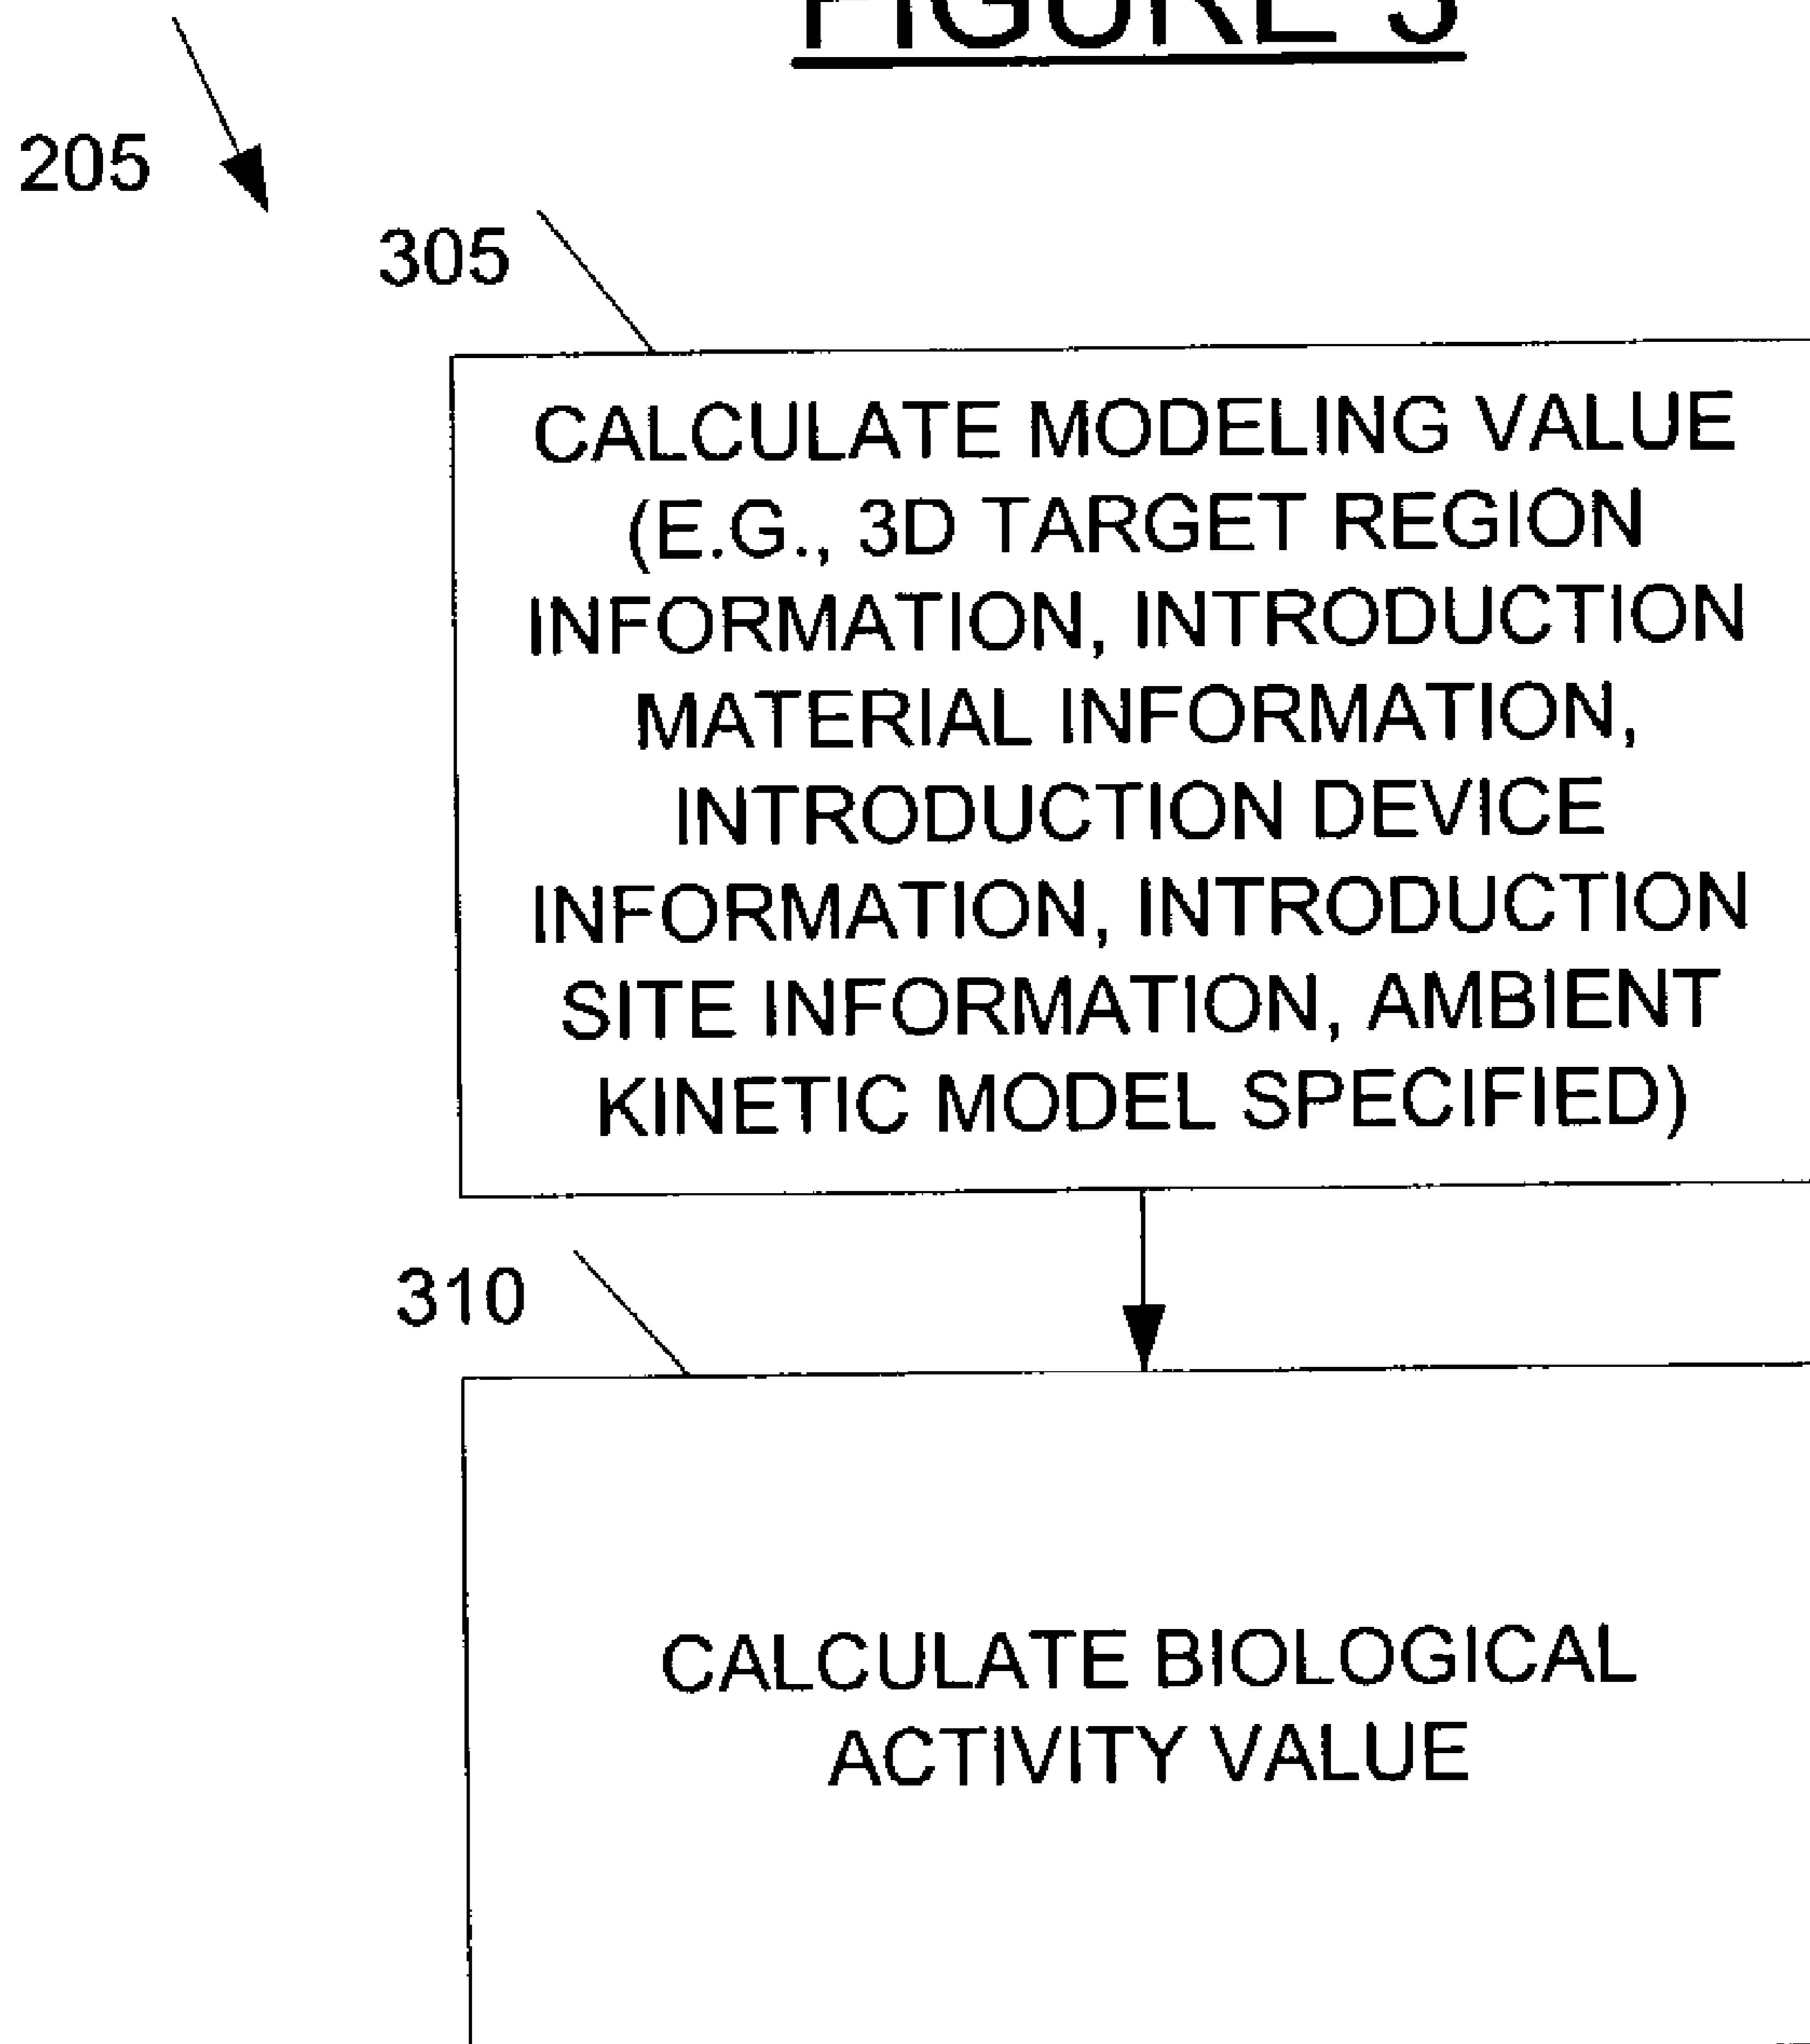 FIGURE 3
205
305
CALCULATE MODELING VALUE
(E.G., 3D TARGET REGION
INFORMATION, INTRODUCTION
MATERIAL INFORMATION,
INTRODUCTION DEVICE
INFORMATION, INTRODUCTION
SITE INFORMATION, AMBIENT
KINETIC MODEL SPECIFIED)
310
CALCULATE BIOLOGICAL
ACTIVITY VALUE